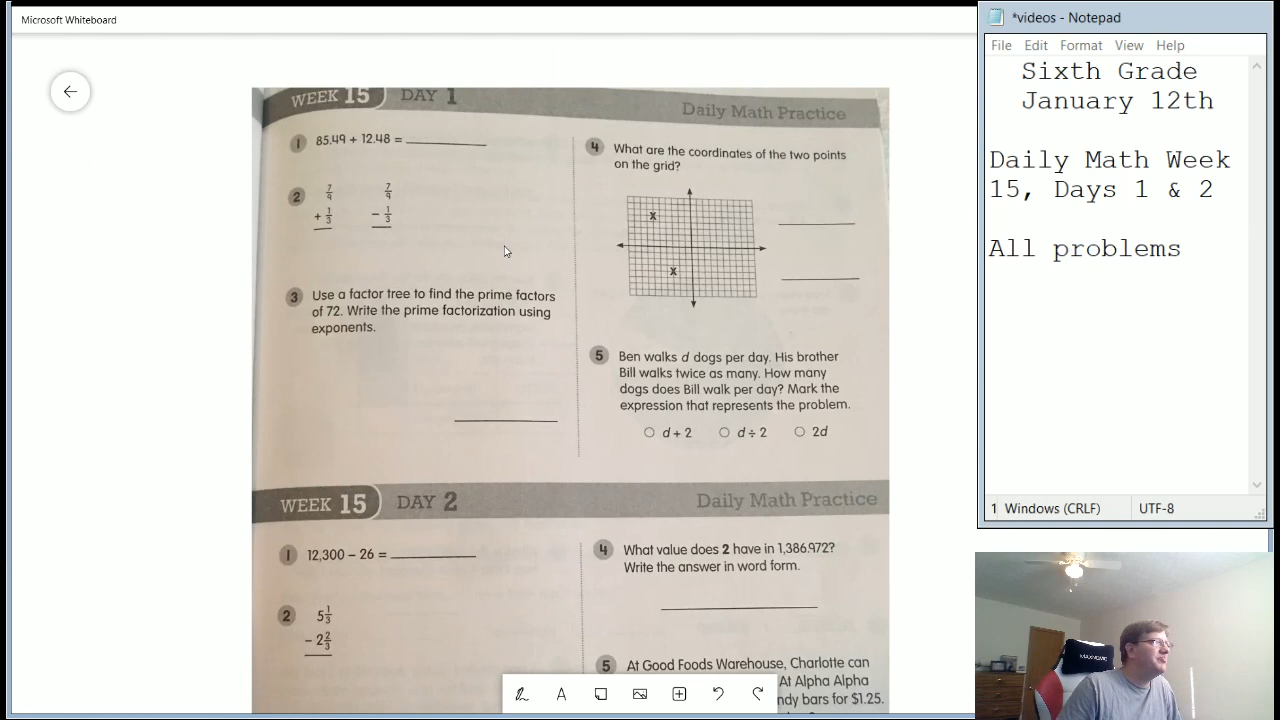 Microsoft Whiteboard
WEEK 15 DAY 1
Daily Math Practice
1 85.49 + 12.48 =
2 7/9 7/9
+ 1/3 - 1/3
3 Use a factor tree to find the prime factors
of 72. Write the prime factorization using
exponents.
4 What are the coordinates of the two points
on the grid?
x
x
5 Ben walks d dogs per day. His brother
Bill walks twice as many. How many
dogs does Bill walk per day? Mark the
expression that represents the problem.
d + 2 d ÷ 2 2d
WEEK 15 DAY 2
Daily Math Practice
1 12,300 – 26 =
2 5 1/3
- 2 2/3
4 What value does 2 have in 1,386.972?
Write the answer in word form.
5 At Good Foods Warehouse, Charlotte can
At Alpha Alpha
ndy bars for $1.25.
*videos - Notepad
File Edit Format View Help
Sixth Grade
January 12th
Daily Math Week
15, Days 1 & 2
All problems
1 Windows (CRLF) UTF-8
MAXNOMIC